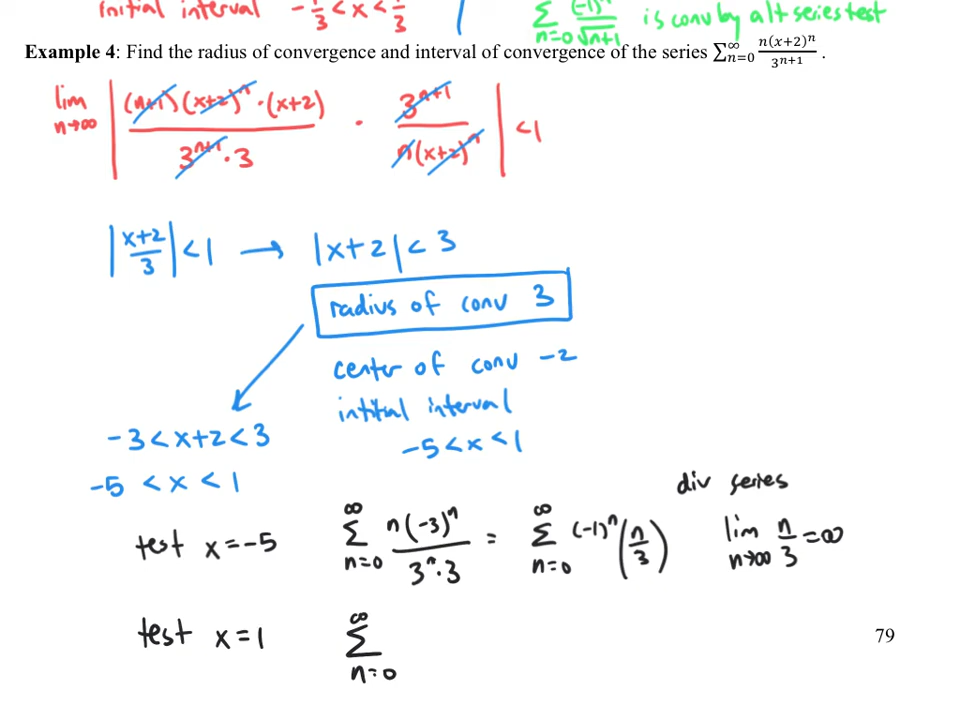 initial interval -1/3 < x < 1/3
∑_{n=0} (-1)^n/√(n+1) is conv by alt series test
Example 4: Find the radius of convergence and interval of convergence of the series ∑_{n=0}^{∞} n(x+2)^n/3^{n+1} .
lim_{n→∞} | (n+1)(x+2)^n·(x+2)/(3^{n+1}·3) · 3^{n+1}/(n(x+2)^n) | <1
|(x+2)/3| <1 → |x+2| < 3
radius of conv 3
center of conv -2
intitial interval
-3 < x+2 < 3
-5 < x < 1
-5 < x < 1
div series
test x=-5 ∑_{n=0}^{∞} n(-3)^n/(3^n·3) = ∑_{n=0}^{∞} (-1)^n (n/3) lim_{n→∞} n/3 = ∞
test x=1 ∑_{n=0}^{∞}
79